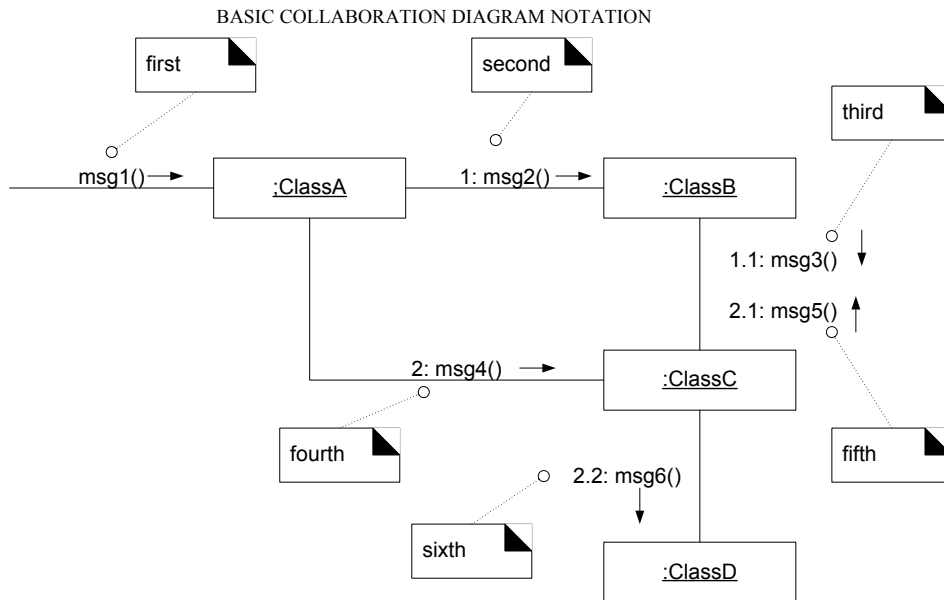 BASIC COLLABORATION DIAGRAM NOTATION
first
second
third
msg1()
;ClassA
1: msg2()
:ClassB
1.1: msg3()
2.1: msg5()
2: msg4()
:ClassC
fourth
fifth
2.2: msg6()
sixth
:ClassD